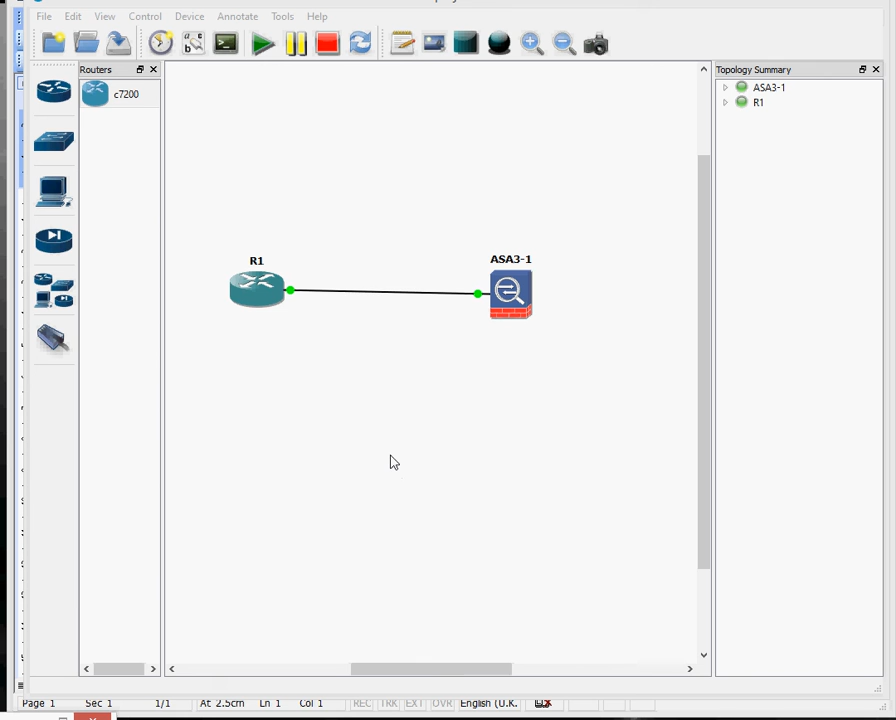 File Edit View Control Device Annotate Tools Help
Routers
Topology Summary
c7200
ASA3-1
R1
R1
ASA3-1
Page 1 Sec 1 1/1 At 2.5cm Ln 1 Col 1 REC TRK EXT OVR English (U.K.